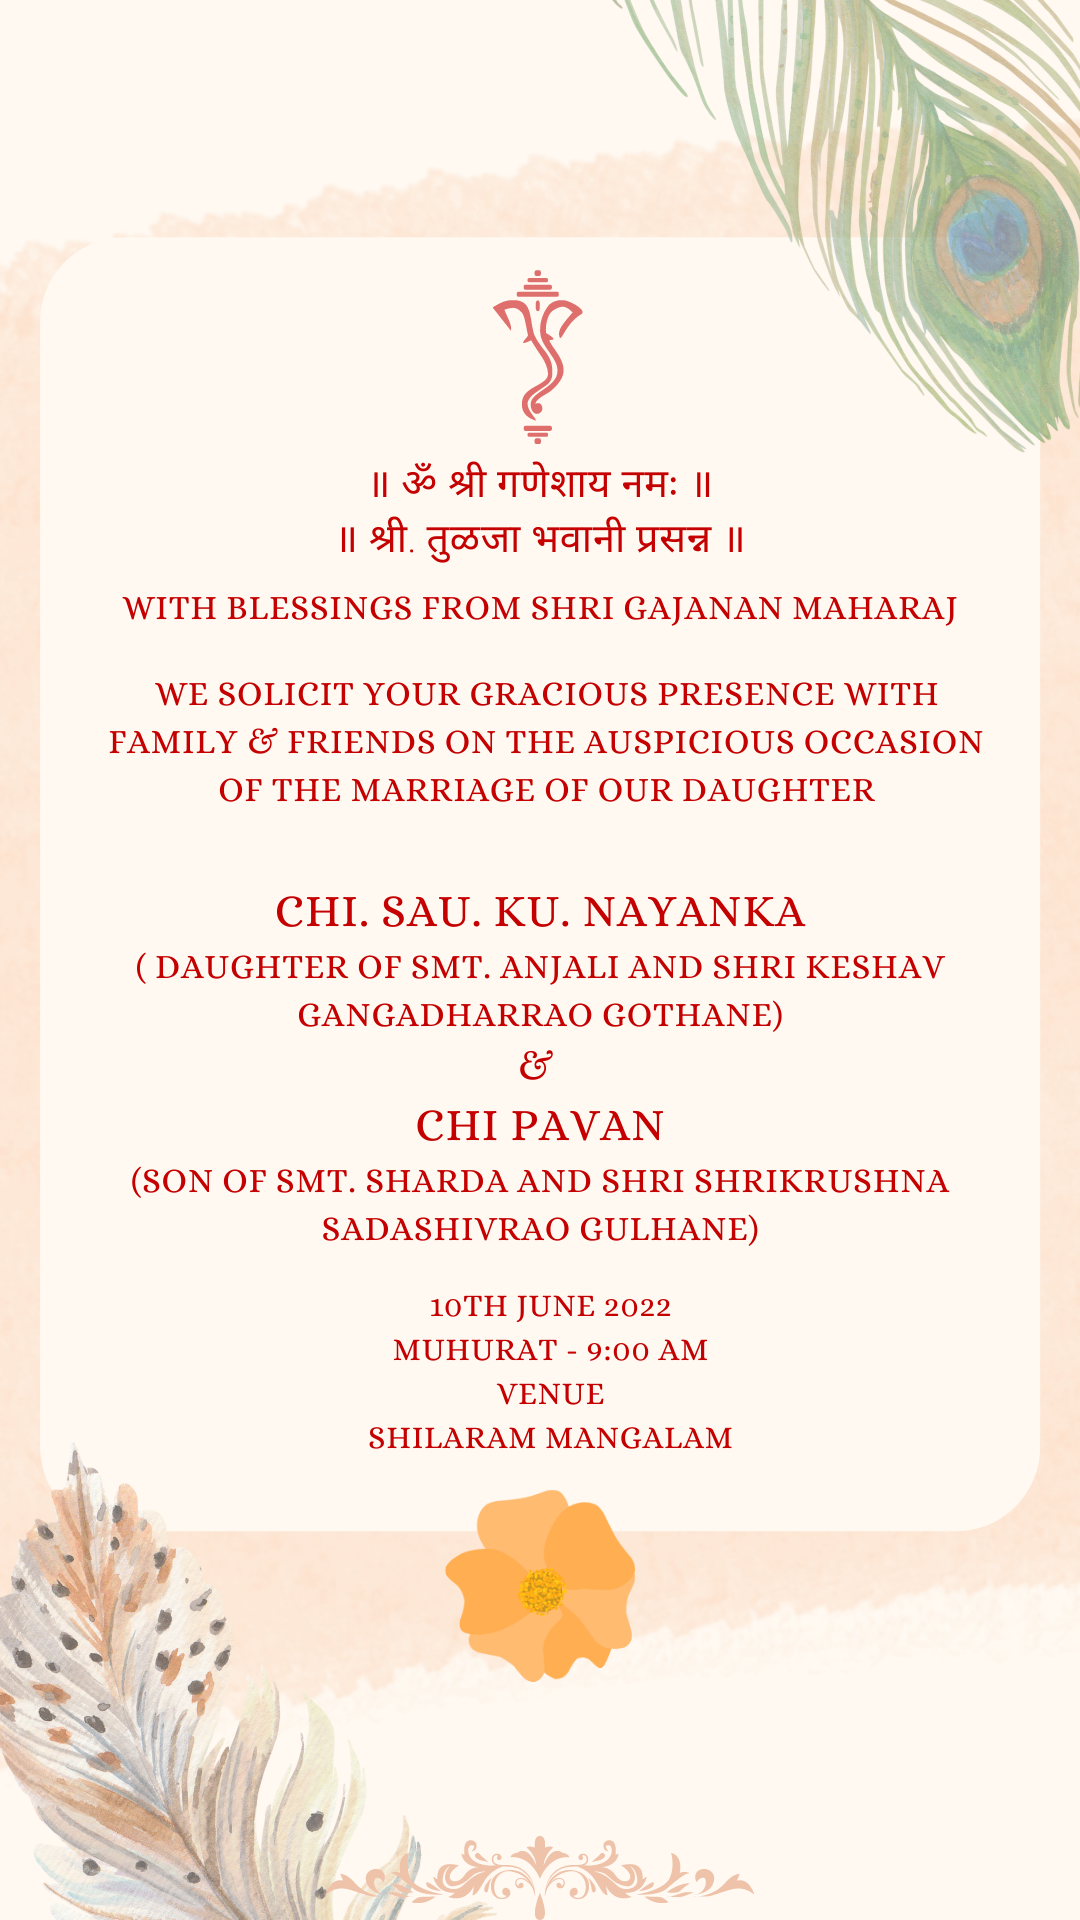 ॥ ॐ श्री गणेशाय नमः ॥
॥ श्री. तुळजा भवानी प्रसन्न ॥
WITH BLESSINGS FROM SHRI GAJANAN MAHARAJ
WE SOLICIT YOUR GRACIOUS PRESENCE WITH
FAMILY & FRIENDS ON THE AUSPICIOUS OCCASION
OF THE MARRIAGE OF OUR DAUGHTER
CHI. SAU. KU. NAYANKA
( DAUGHTER OF SMT. ANJALI AND SHRI KESHAV
GANGADHARRAO GOTHANE)
&
CHI PAVAN
(SON OF SMT. SHARDA AND SHRI SHRIKRUSHNA
SADASHIVRAO GULHANE)
10TH JUNE 2022
MUHURAT - 9:00 AM
VENUE
SHILARAM MANGALAM